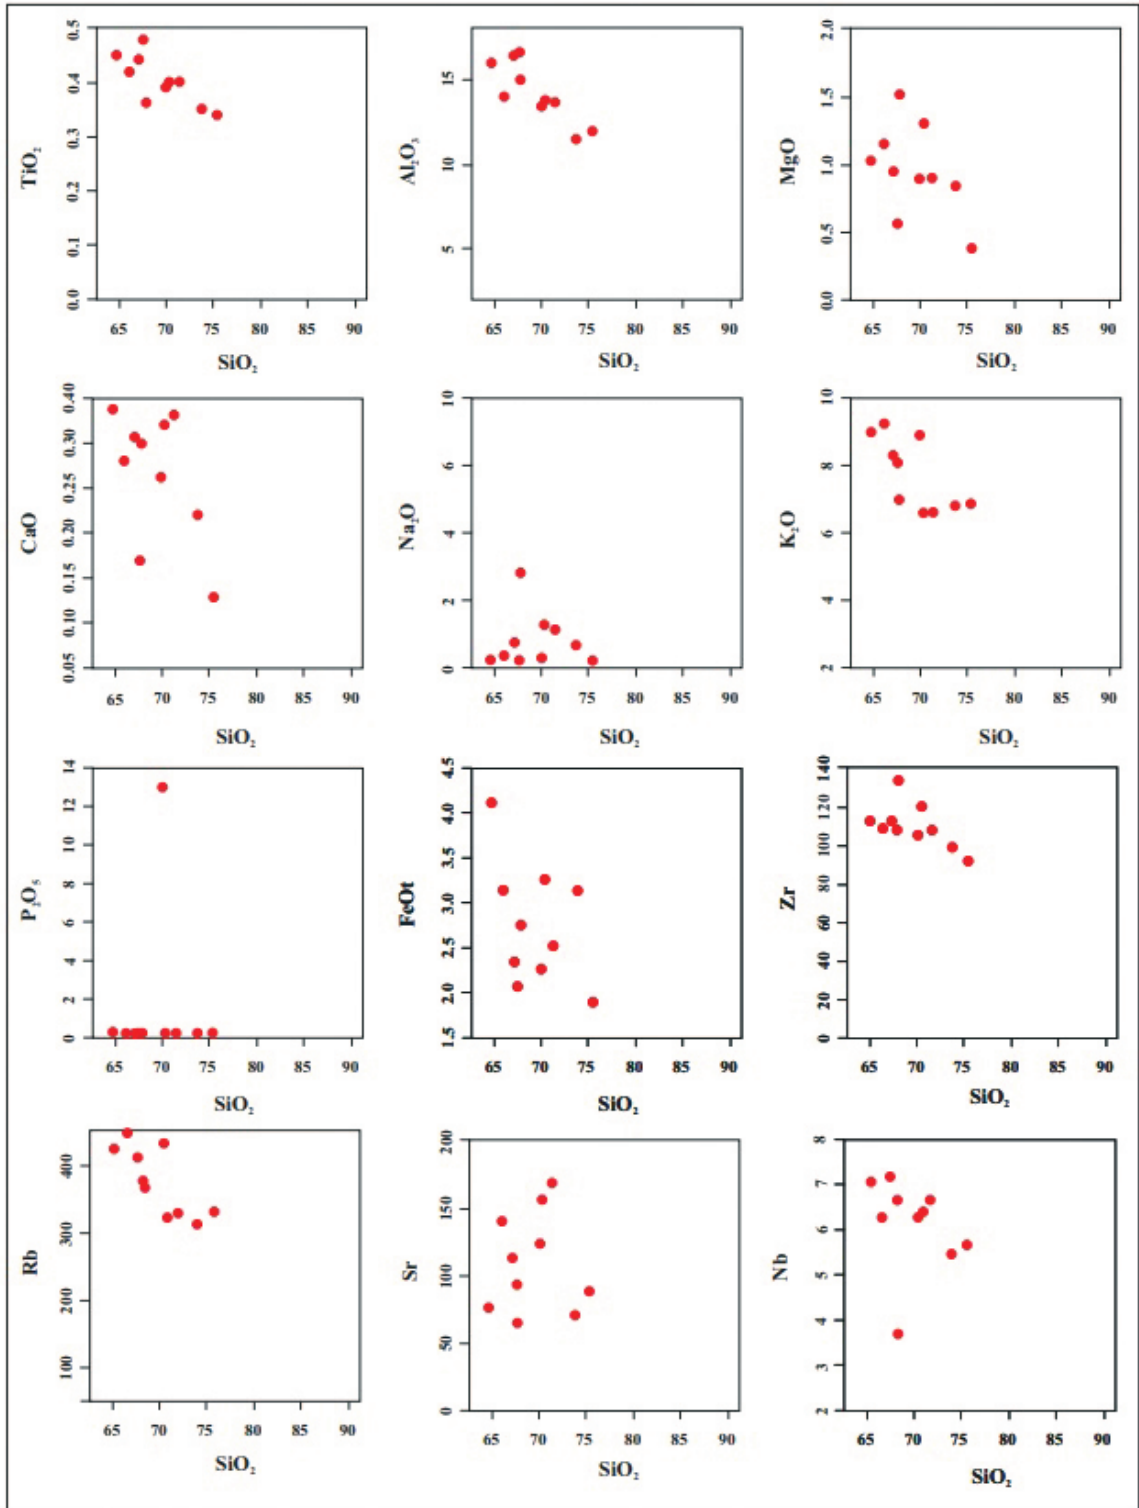 TiO₂
0.0 0.1 0.2 0.3 0.4 0.5
65 70 75 80 85 90
SiO₂
Al₂O₃
5 10 15
65 70 75 80 85 90
SiO₂
MgO
0.0 0.5 1.0 1.5 2.0
65 70 75 80 85 90
SiO₂
CaO
0.05 0.10 0.15 0.20 0.25 0.30 0.40
65 70 75 80 85 90
SiO₂
Na₂O
0 2 4 6 8 10
65 70 75 80 85 90
SiO₂
K₂O
2 4 6 8 10
65 70 75 80 85 90
SiO₂
P₂O₅
0 2 4 6 8 10 12 14
65 70 75 80 85 90
SiO₂
FeOt
1.5 2.0 2.5 3.0 3.5 4.0 4.5
65 70 75 80 85 90
SiO₂
Zr
0 20 40 60 80 100 120 140
65 70 75 80 85 90
SiO₂
Rb
100 200 300 400
65 70 75 80 85 90
SiO₂
Sr
0 50 100 150 200
65 70 75 80 85 90
SiO₂
Nb
2 3 4 5 6 7 8
65 70 75 80 85 90
SiO₂